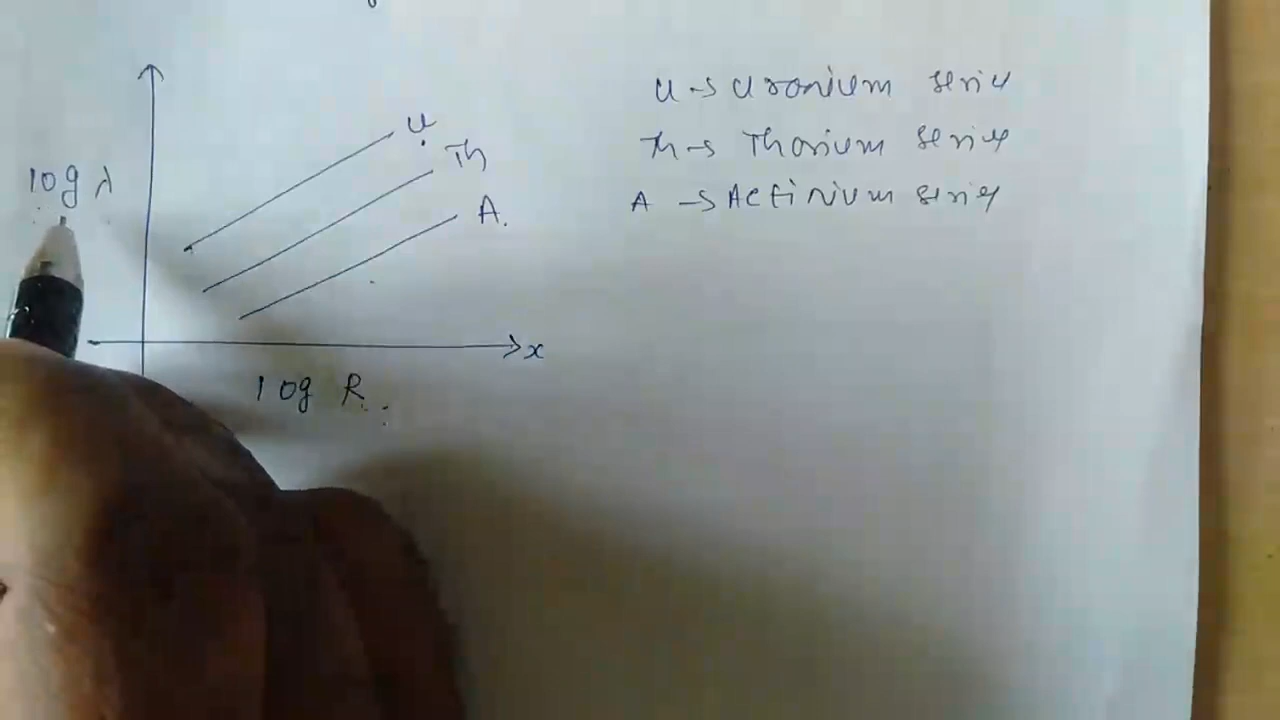 U
Th
A.
log λ
x
log R
U → Uranium series
Th → Thorium series
A → Actinium series